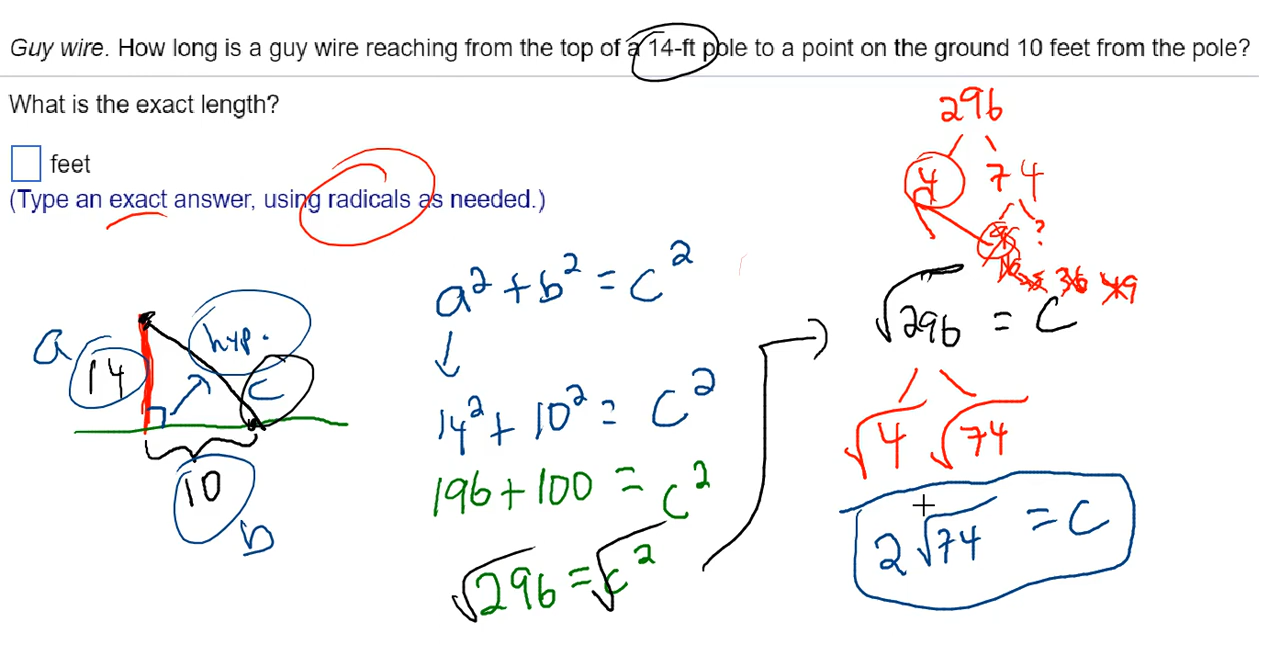 Guy wire. How long is a guy wire reaching from the top of a 14-ft pole to a point on the ground 10 feet from the pole?
What is the exact length?
feet
(Type an exact answer, using radicals as needed.)
a
14
hyp.
c
10
b
a² + b² = c²
14² + 10² = c²
196 + 100 = c²
√296 = √c²
296
4 74
?
36 49
√296 = c
√4 √74
2√74 = c